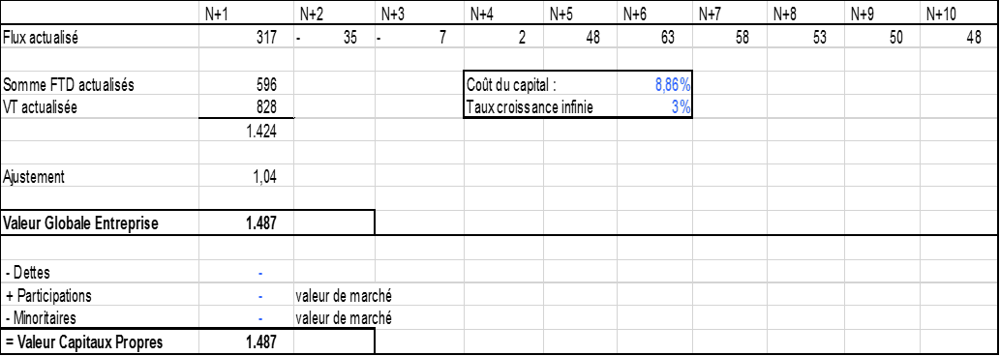 N+1 N+2 N+3 N+4 N+5 N+6 N+7 N+8 N+9 N+10
Flux actualisé 317 - 35 - 7 2 48 63 58 53 50 48
Somme FTD actualisés 596 Coût du capital : 8,86%
VT actualisée 828 Taux croissance infinie 3%
1.424
Ajustement 1,04
Valeur Globale Entreprise 1.487
- Dettes -
+ Participations - valeur de marché
- Minoritaires - valeur de marché
= Valeur Capitaux Propres 1.487